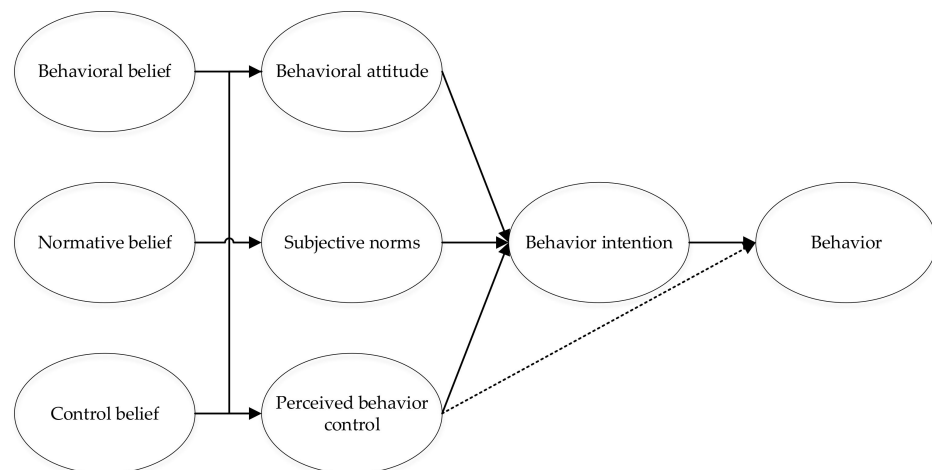 Behavioral belief
Behavioral attitude
Normative belief
Subjective norms
Behavior intention
Behavior
Control belief
Perceived behavior
control